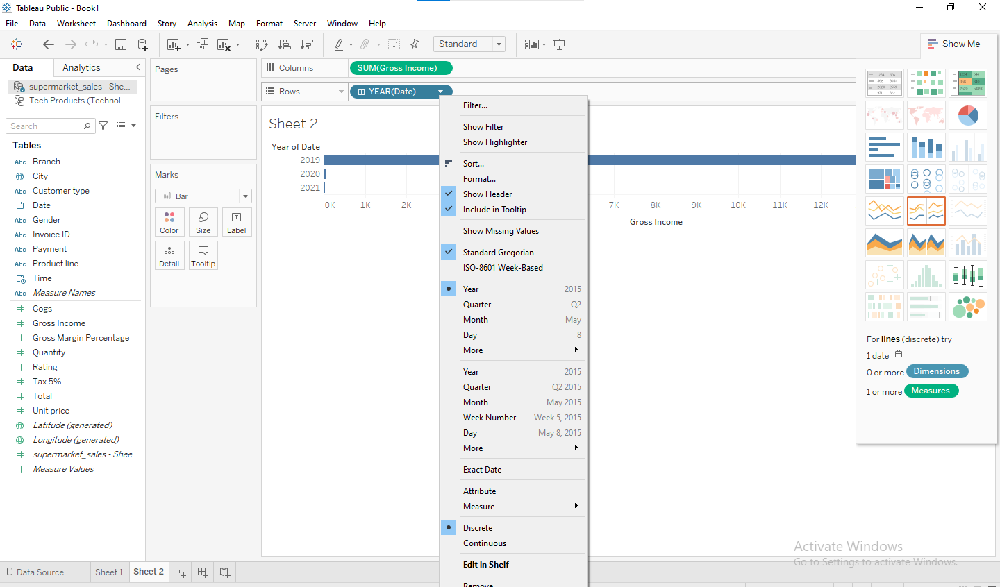 Tableau Public - Book1
File Data Worksheet Dashboard Story Analysis Map Format Server Window Help
Standard
Show Me
Data Analytics
supermarket_sales - She...
Tech Products (Technol...
Search
Tables
Abc Branch
City
Abc Customer type
Date
Abc Gender
Abc Invoice ID
Abc Payment
Abc Product line
Time
Abc Measure Names
Cogs
Gross Income
Gross Margin Percentage
Quantity
Rating
Tax 5%
Total
Unit price
Latitude (generated)
Longitude (generated)
supermarket_sales - Shee...
Measure Values
Pages
Filters
Marks
Bar
Color Size Label
Detail Tooltip
Columns SUM(Gross Income)
Rows YEAR(Date)
Sheet 2
Year of Date
2019
2020
2021
0K 1K 2K 7K 8K 9K 10K 11K 12K
Gross Income
Filter...
Show Filter
Show Highlighter
Sort...
Format...
Show Header
Include in Tooltip
Show Missing Values
Standard Gregorian
ISO-8601 Week-Based
Year 2015
Quarter Q2
Month May
Day 8
More
Year 2015
Quarter Q2 2015
Month May 2015
Week Number Week 5, 2015
Day May 8, 2015
More
Exact Date
Attribute
Measure
Discrete
Continuous
Edit in Shelf
Remove
For lines (discrete) try
1 date
0 or more Dimensions
1 or more Measures
Activate Windows
Go to Settings to activate Windows.
Data Source Sheet 1 Sheet 2